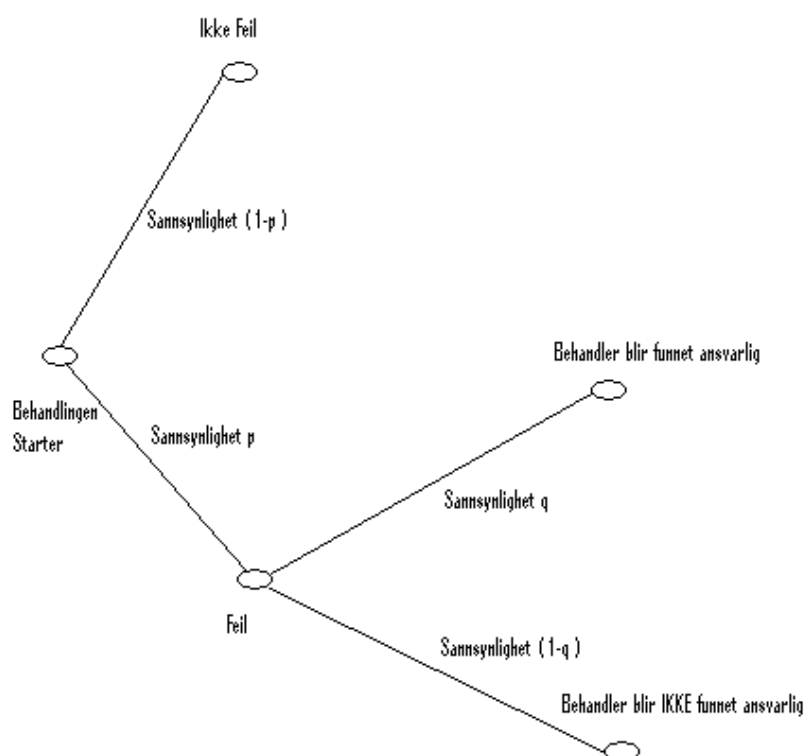 Ikke Feil
Sannsynlighet (1-p)
Behandler blir funnet ansvarlig
Behandlingen
Starter
Sannsynlighet p
Sannsynlighet q
Feil
Sannsynlighet (1-q)
Behandler blir IKKE funnet ansvarlig